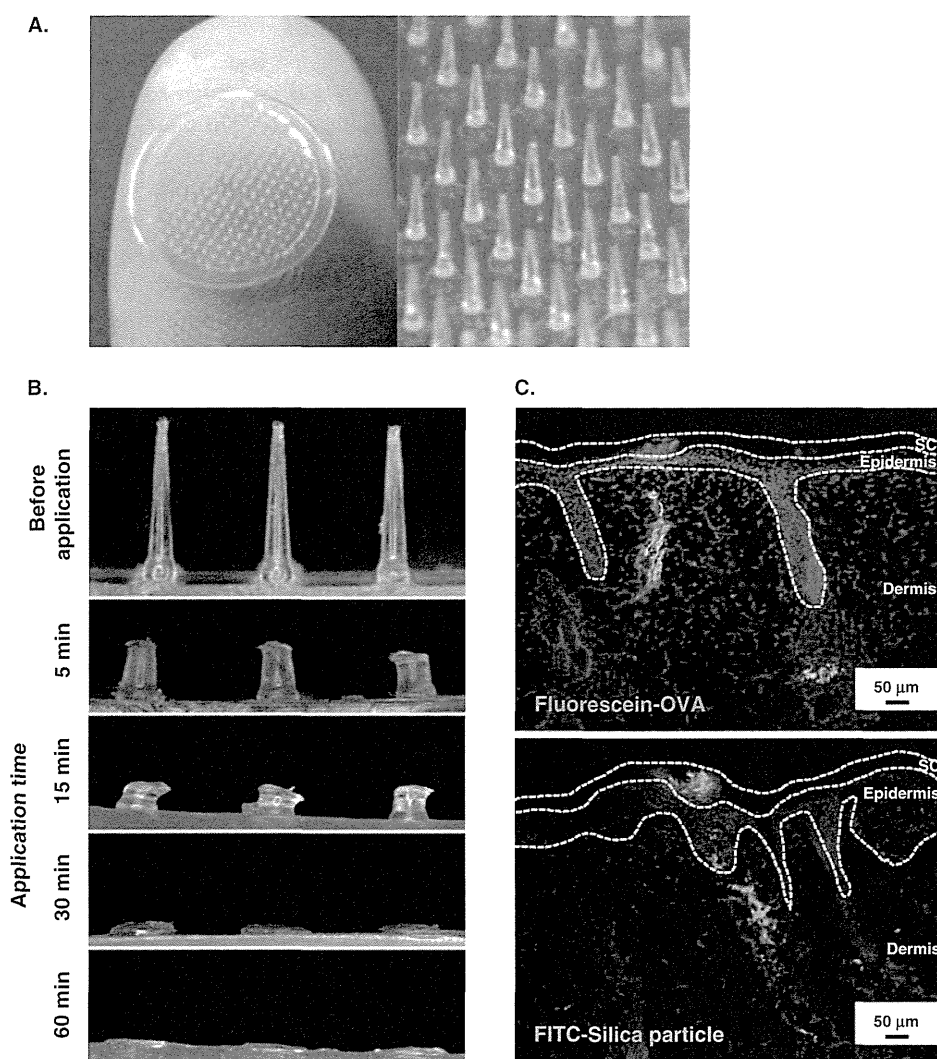 A.
B.
Before
application
5 min
15 min
30 min
60 min
Application time
C.
SC
Epidermis
Dermis
Fluorescein-OVA
50 μm
SC
Epidermis
Dermis
FITC-Silica particle
50 μm